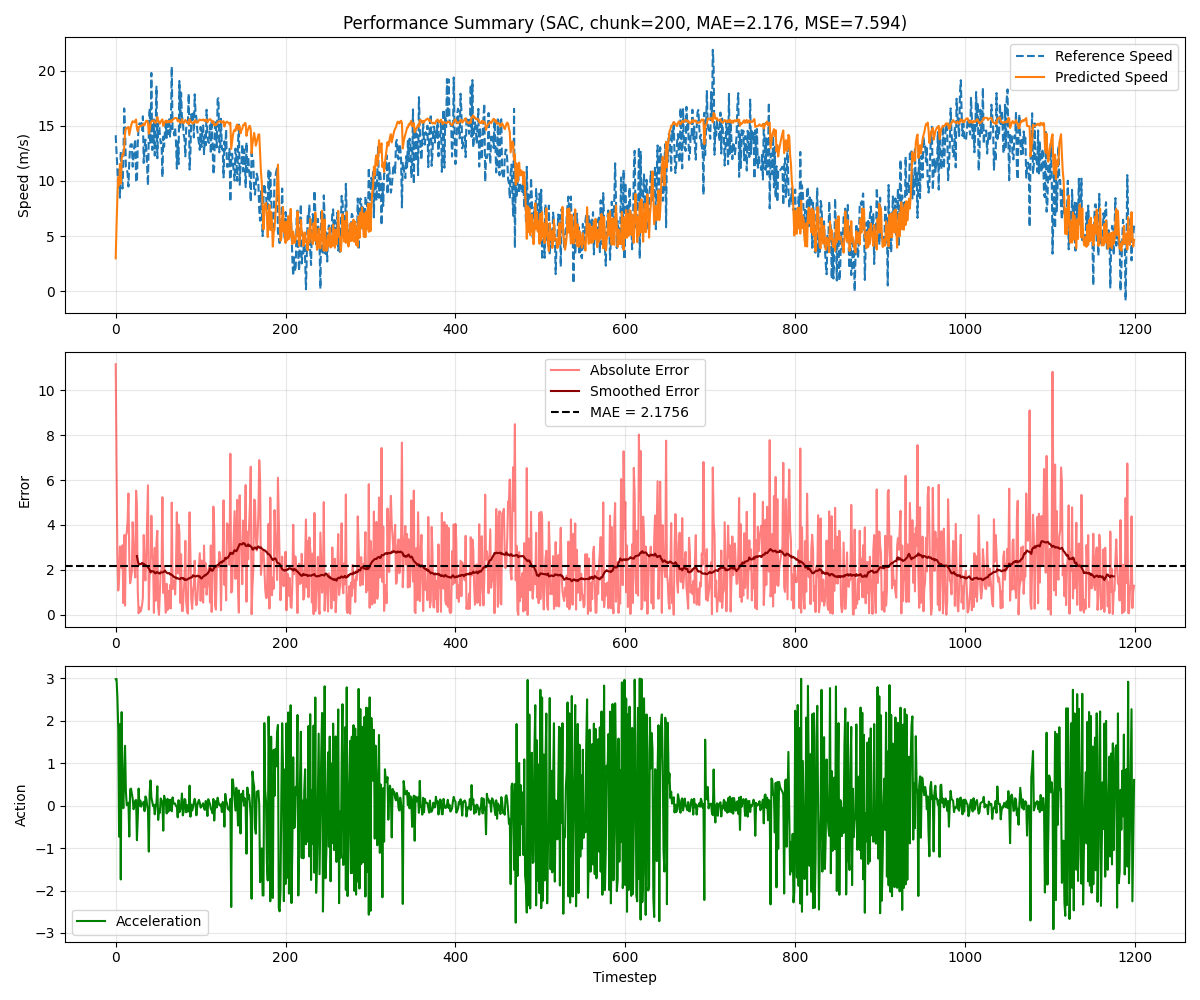 Performance Summary (SAC, chunk=200, MAE=2.176, MSE=7.594)
Speed (m/s)
20
15
10
5
0
Reference Speed
Predicted Speed
0 200 400 600 800 1000 1200
Error
10
8
6
4
2
0
Absolute Error
Smoothed Error
MAE = 2.1756
0 200 400 600 800 1000 1200
Action
3
2
1
0
−1
−2
−3
Acceleration
0 200 400 600 800 1000 1200
Timestep